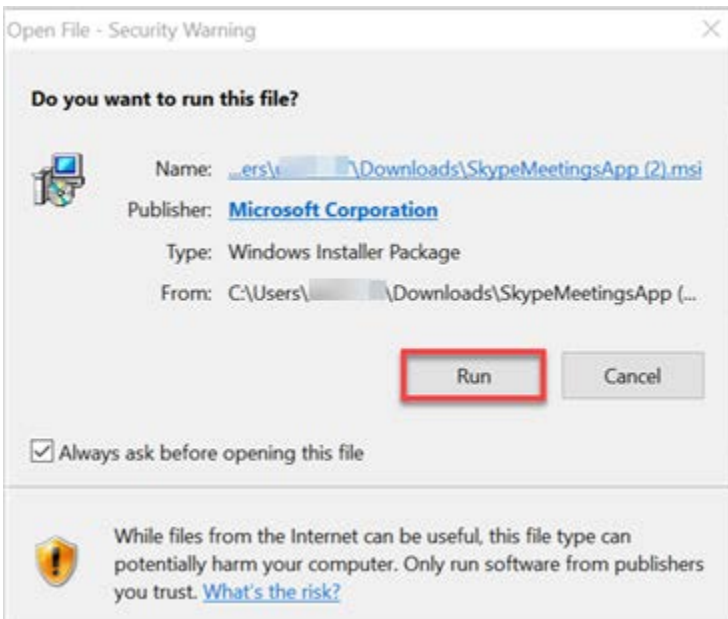 Open File - Security Warning
Do you want to run this file?
Name: ...ers\ \Downloads\SkypeMeetingsApp (2).msi
Publisher: Microsoft Corporation
Type: Windows Installer Package
From: C:\Users\ \Downloads\SkypeMeetingsApp (...
Run Cancel
Always ask before opening this file
While files from the Internet can be useful, this file type can
potentially harm your computer. Only run software from publishers
you trust. What's the risk?